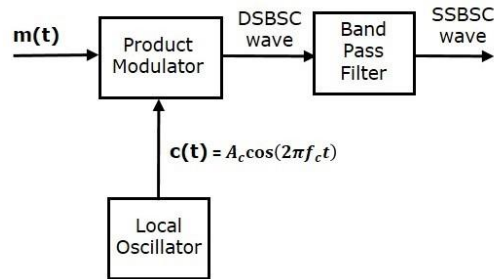 m(t)
Product
Modulator
DSBSC
wave
Band
Pass
Filter
SSBSC
wave
c(t) = A_c cos(2πf_c t)
Local
Oscillator